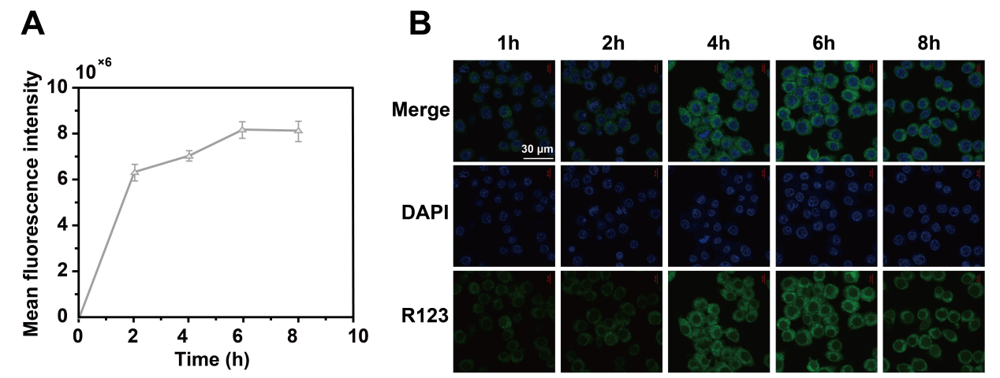 A
10×6
Mean fluorescence intensity
10
8
6
4
2
0
0 2 4 6 8 10
Time (h)
B
1h 2h 4h 6h 8h
Merge
30 μm
DAPI
R123